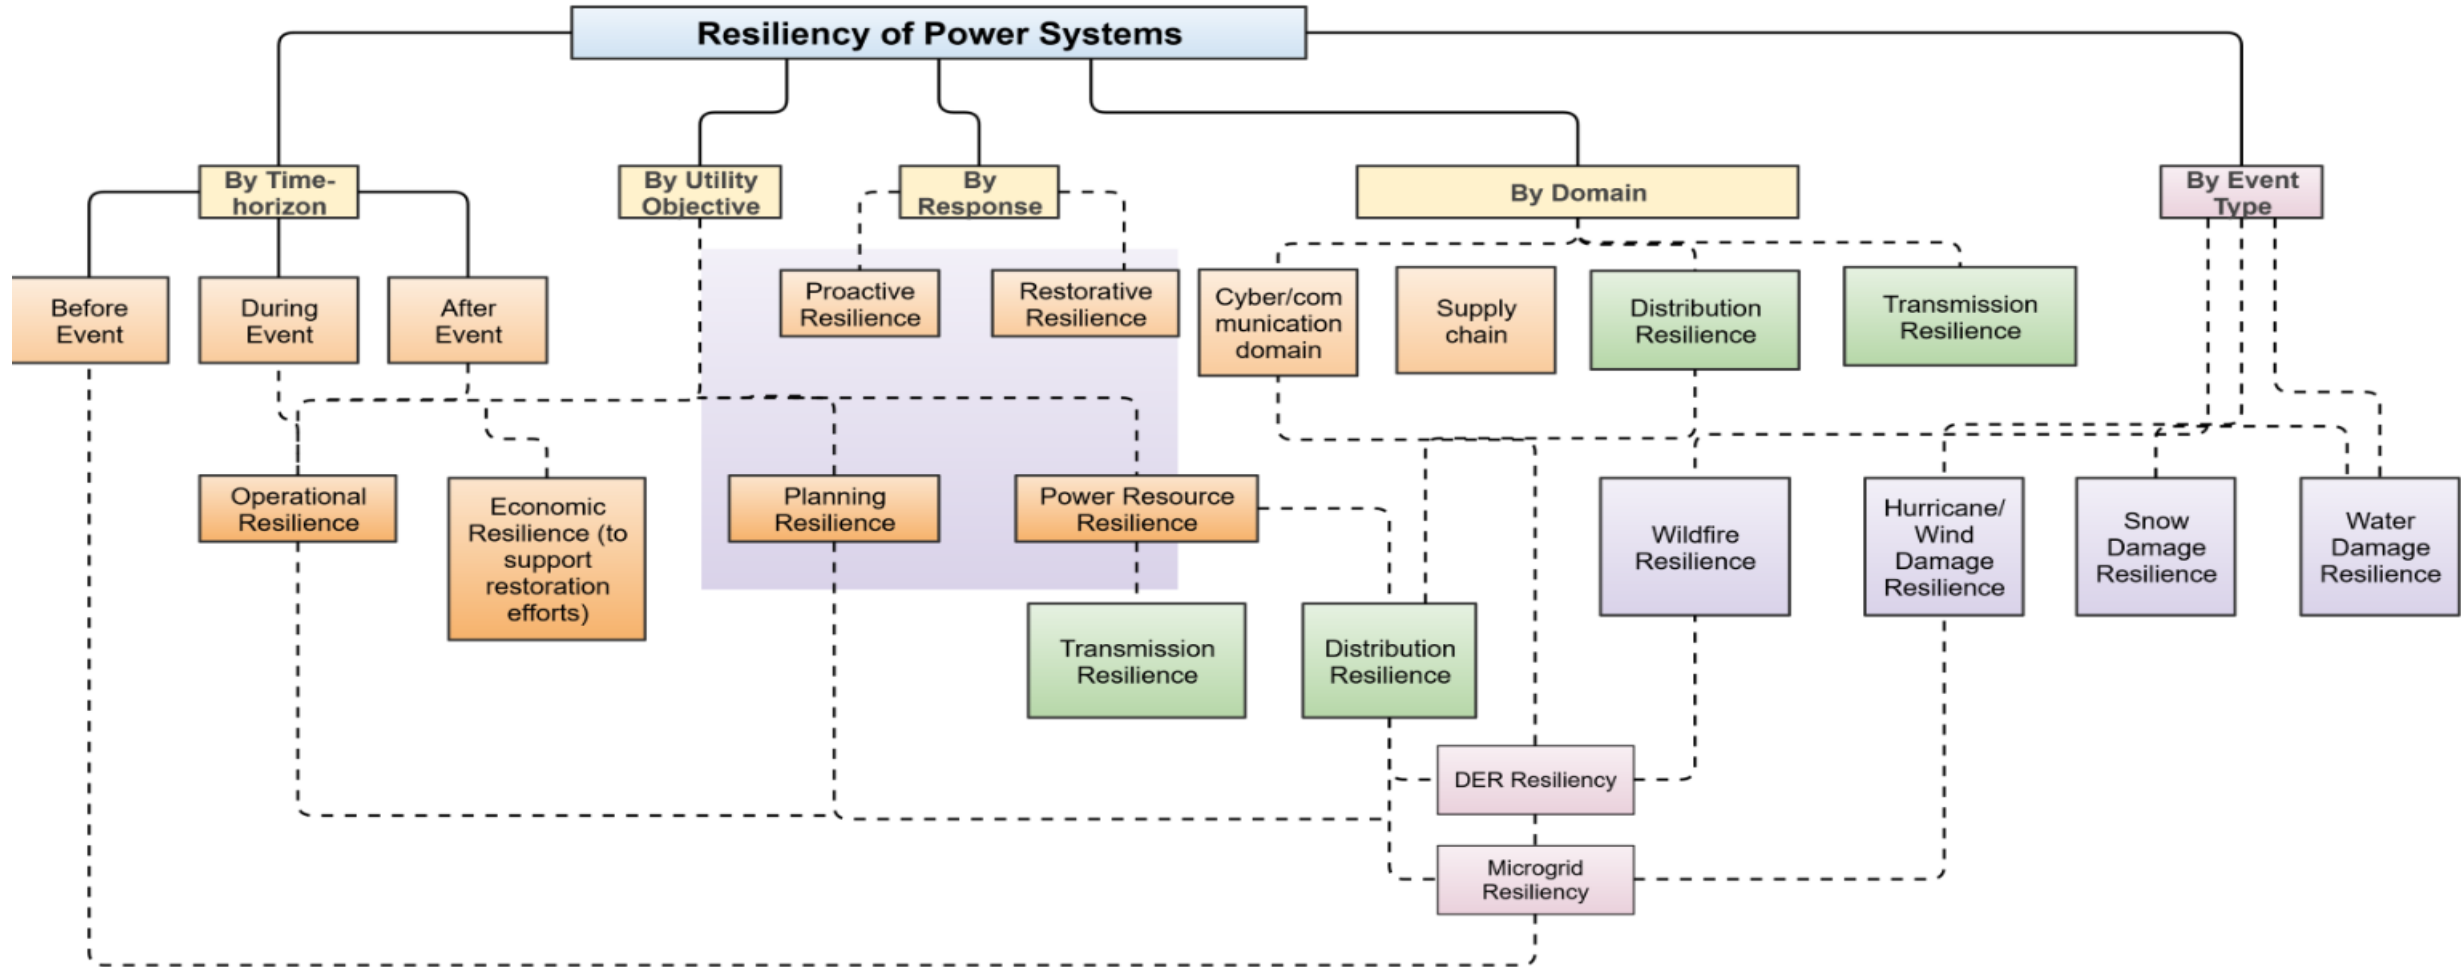 Resiliency of Power Systems
By Time-
horizon
By Utility
Objective
By
Response
By Domain
By Event
Type
Before
Event
During
Event
After
Event
Proactive
Resilience
Restorative
Resilience
Cyber/com
munication
domain
Supply
chain
Distribution
Resilience
Transmission
Resilience
Operational
Resilience
Economic
Resilience (to
support
restoration
efforts)
Planning
Resilience
Power Resource
Resilience
Wildfire
Resilience
Hurricane/
Wind
Damage
Resilience
Snow
Damage
Resilience
Water
Damage
Resilience
Transmission
Resilience
Distribution
Resilience
DER Resiliency
Microgrid
Resiliency